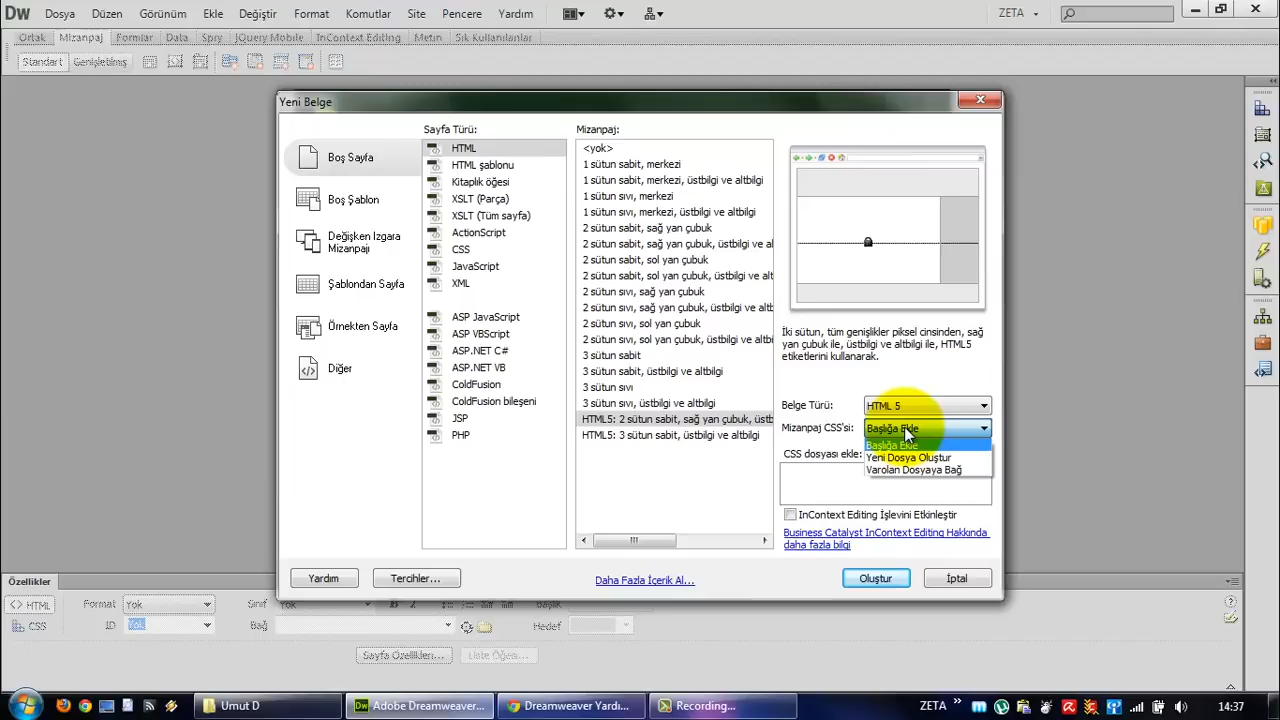 Dw Dosya Düzen Görünüm Ekle Değiştir Format Komutlar Site Pencere Yardım ZETA
Ortak Mizanpaj Formlar Data Spry jQuery Mobile InContext Editing Metin Sık Kullanılanlar
Standart Genişletilmiş
Yeni Belge
Boş Sayfa
Boş Şablon
Değişken Izgara
Mizanpajı
Şablondan Sayfa
Örnekten Sayfa
Diğer
Sayfa Türü:
HTML
HTML şablonu
Kitaplık öğesi
XSLT (Parça)
XSLT (Tüm sayfa)
ActionScript
CSS
JavaScript
XML
ASP JavaScript
ASP VBScript
ASP.NET C#
ASP.NET VB
ColdFusion
ColdFusion bileşeni
JSP
PHP
Mizanpaj:
<yok>
1 sütun sabit, merkezi
1 sütun sabit, merkezi, üstbilgi ve altbilgi
1 sütun sıvı, merkezi
1 sütun sıvı, merkezi, üstbilgi ve altbilgi
2 sütun sabit, sağ yan çubuk
2 sütun sabit, sağ yan çubuk, üstbilgi ve al
2 sütun sabit, sol yan çubuk
2 sütun sabit, sol yan çubuk, üstbilgi ve alt
2 sütun sıvı, sağ yan çubuk
2 sütun sıvı, sağ yan çubuk, üstbilgi ve alt
2 sütun sıvı, sol yan çubuk
2 sütun sıvı, sol yan çubuk, üstbilgi ve altbi
3 sütun sabit
3 sütun sabit, üstbilgi ve altbilgi
3 sütun sıvı
3 sütun sıvı, üstbilgi ve altbilgi
HTML5: 2 sütun sabit, sağ yan çubuk, üstb
HTML5: 3 sütun sabit, üstbilgi ve altbilgi
İki sütun, tüm genişlikler piksel cinsinden, sağ
yan çubuk ile, üstbilgi ve altbilgi ile, HTML5
etiketlerini kullanarak.
Belge Türü: HTML 5
Mizanpaj CSS'si: Başlığa Ekle
Başlığa Ekle
Yeni Dosya Oluştur
Varolan Dosyaya Bağ
CSS dosyası ekle:
InContext Editing İşlevini Etkinleştir
Business Catalyst InContext Editing Hakkında
daha fazla bilgi
Yardım Tercihler... Daha Fazla İçerik Al... Oluştur İptal
Özellikler
<> HTML Format Yok Sınıf Yok B I Başlık
CSS ID Yok Bağ Hedef
Sayfa Özellikleri... Liste Öğesi...
Umut D Adobe Dreamweaver... Dreamweaver Yardı... Recording... ZETA 14:37